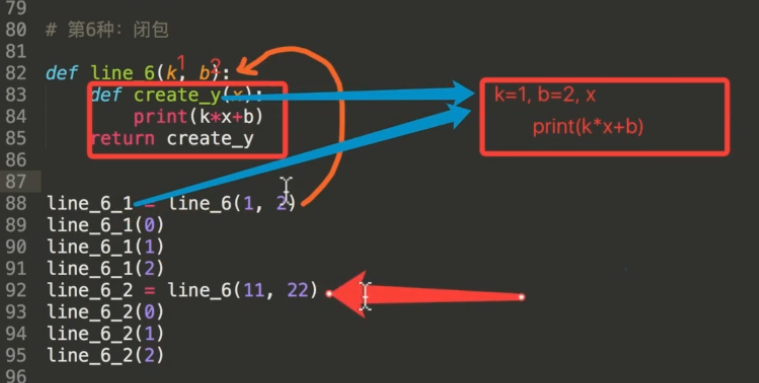 79
80 # 第6种：闭包
81
1 2
82 def line_6(k, b):
83 def create_y(x):
84 print(k*x+b)
85 return create_y
86
87
88 line_6_1 = line_6(1, 2)
89 line_6_1(0)
90 line_6_1(1)
91 line_6_1(2)
92 line_6_2 = line_6(11, 22)
93 line_6_2(0)
94 line_6_2(1)
95 line_6_2(2)
k=1, b=2, x
print(k*x+b)